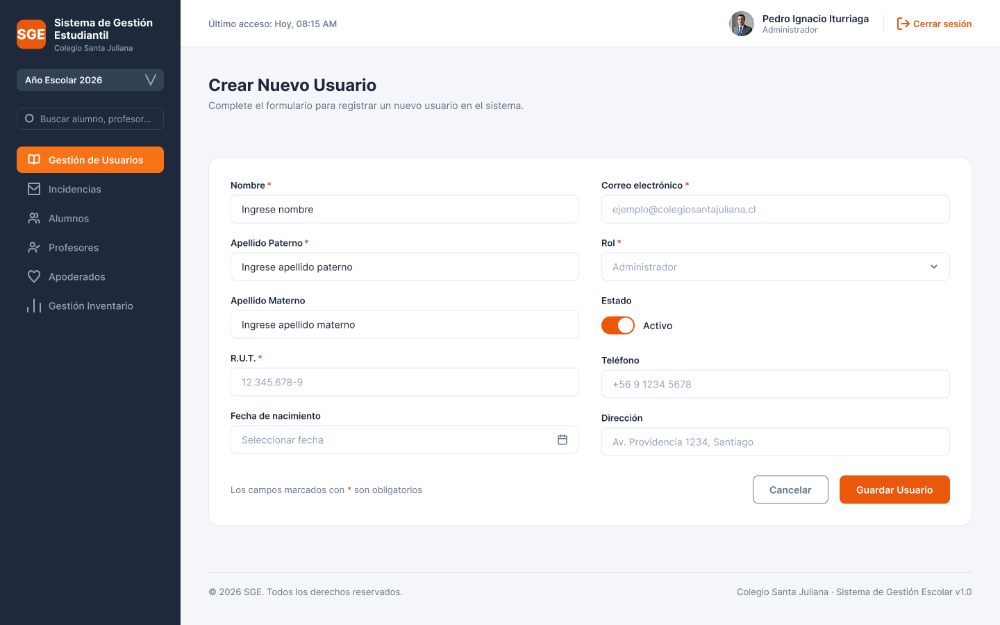 SGE
Sistema de Gestión
Estudiantil
Colegio Santa Juliana
Año Escolar 2026
Buscar alumno, profesor...
Gestión de Usuarios
Incidencias
Alumnos
Profesores
Apoderados
Gestión Inventario
Último acceso: Hoy, 08:15 AM
Pedro Ignacio Iturriaga
Administrador
Cerrar sesión
Crear Nuevo Usuario
Complete el formulario para registrar un nuevo usuario en el sistema.
Nombre *
Ingrese nombre
Apellido Paterno *
Ingrese apellido paterno
Apellido Materno
Ingrese apellido materno
R.U.T. *
12.345.678-9
Fecha de nacimiento
Seleccionar fecha
Correo electrónico *
ejemplo@colegiosantajuliana.cl
Rol *
Administrador
Estado
Activo
Teléfono
+56 9 1234 5678
Dirección
Av. Providencia 1234, Santiago
Los campos marcados con * son obligatorios
Cancelar
Guardar Usuario
© 2026 SGE. Todos los derechos reservados.
Colegio Santa Juliana · Sistema de Gestión Escolar v1.0